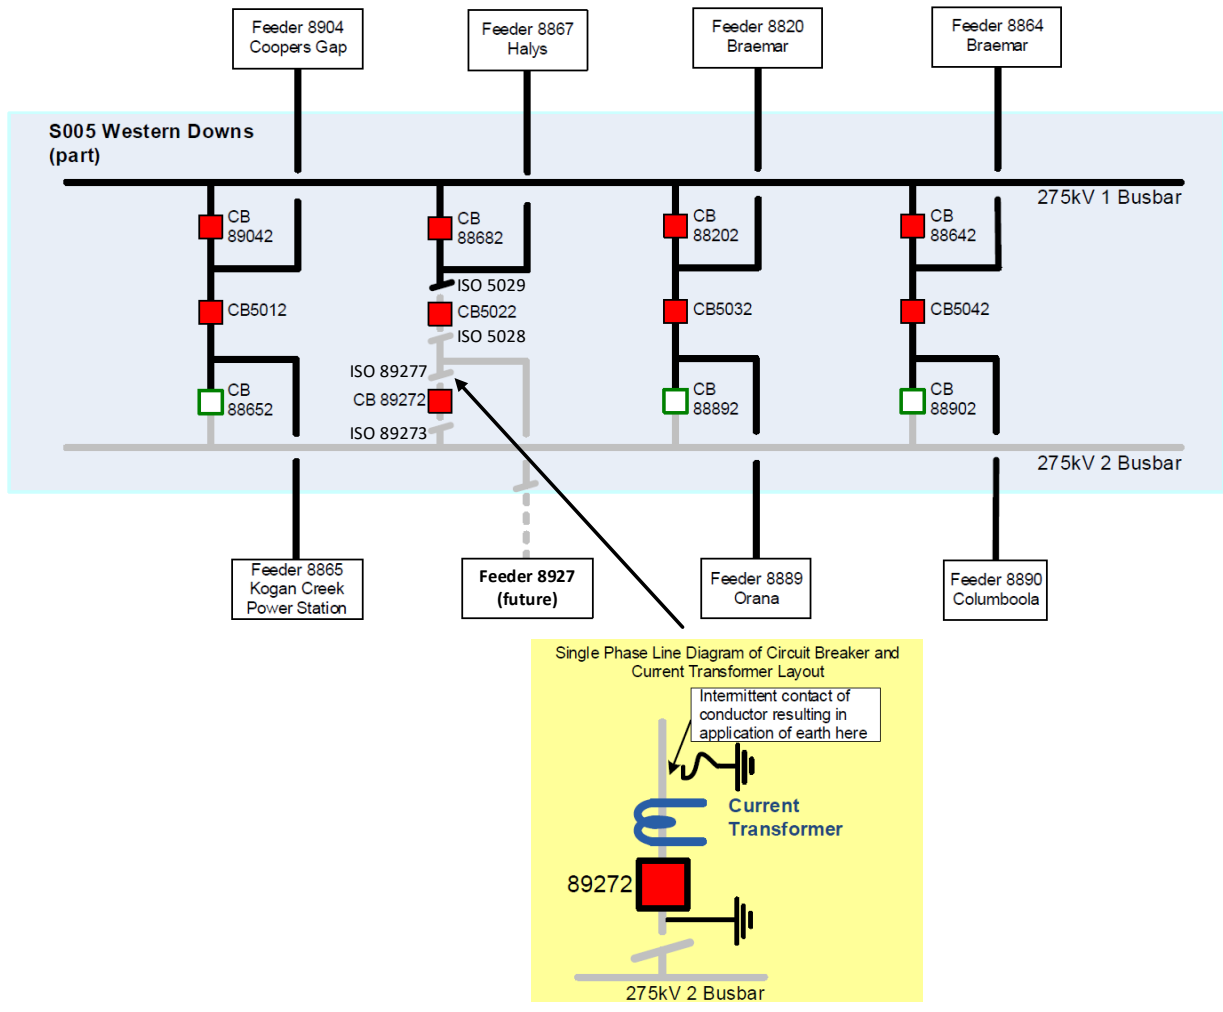 Feeder 8904
Coopers Gap
Feeder 8867
Halys
Feeder 8820
Braemar
Feeder 8864
Braemar
S005 Western Downs
(part)
275kV 1 Busbar
CB
89042
CB
88682
CB
88202
CB
88642
ISO 5029
CB5012
CB5022
CB5032
CB5042
ISO 5028
ISO 89277
CB
88652
CB 89272
CB
88892
CB
88902
ISO 89273
275kV 2 Busbar
Feeder 8865
Kogan Creek
Power Station
Feeder 8927
(future)
Feeder 8889
Orana
Feeder 8890
Columboola
Single Phase Line Diagram of Circuit Breaker and
Current Transformer Layout
Intermittent contact of
conductor resulting in
application of earth here
Current
Transformer
89272
275kV 2 Busbar